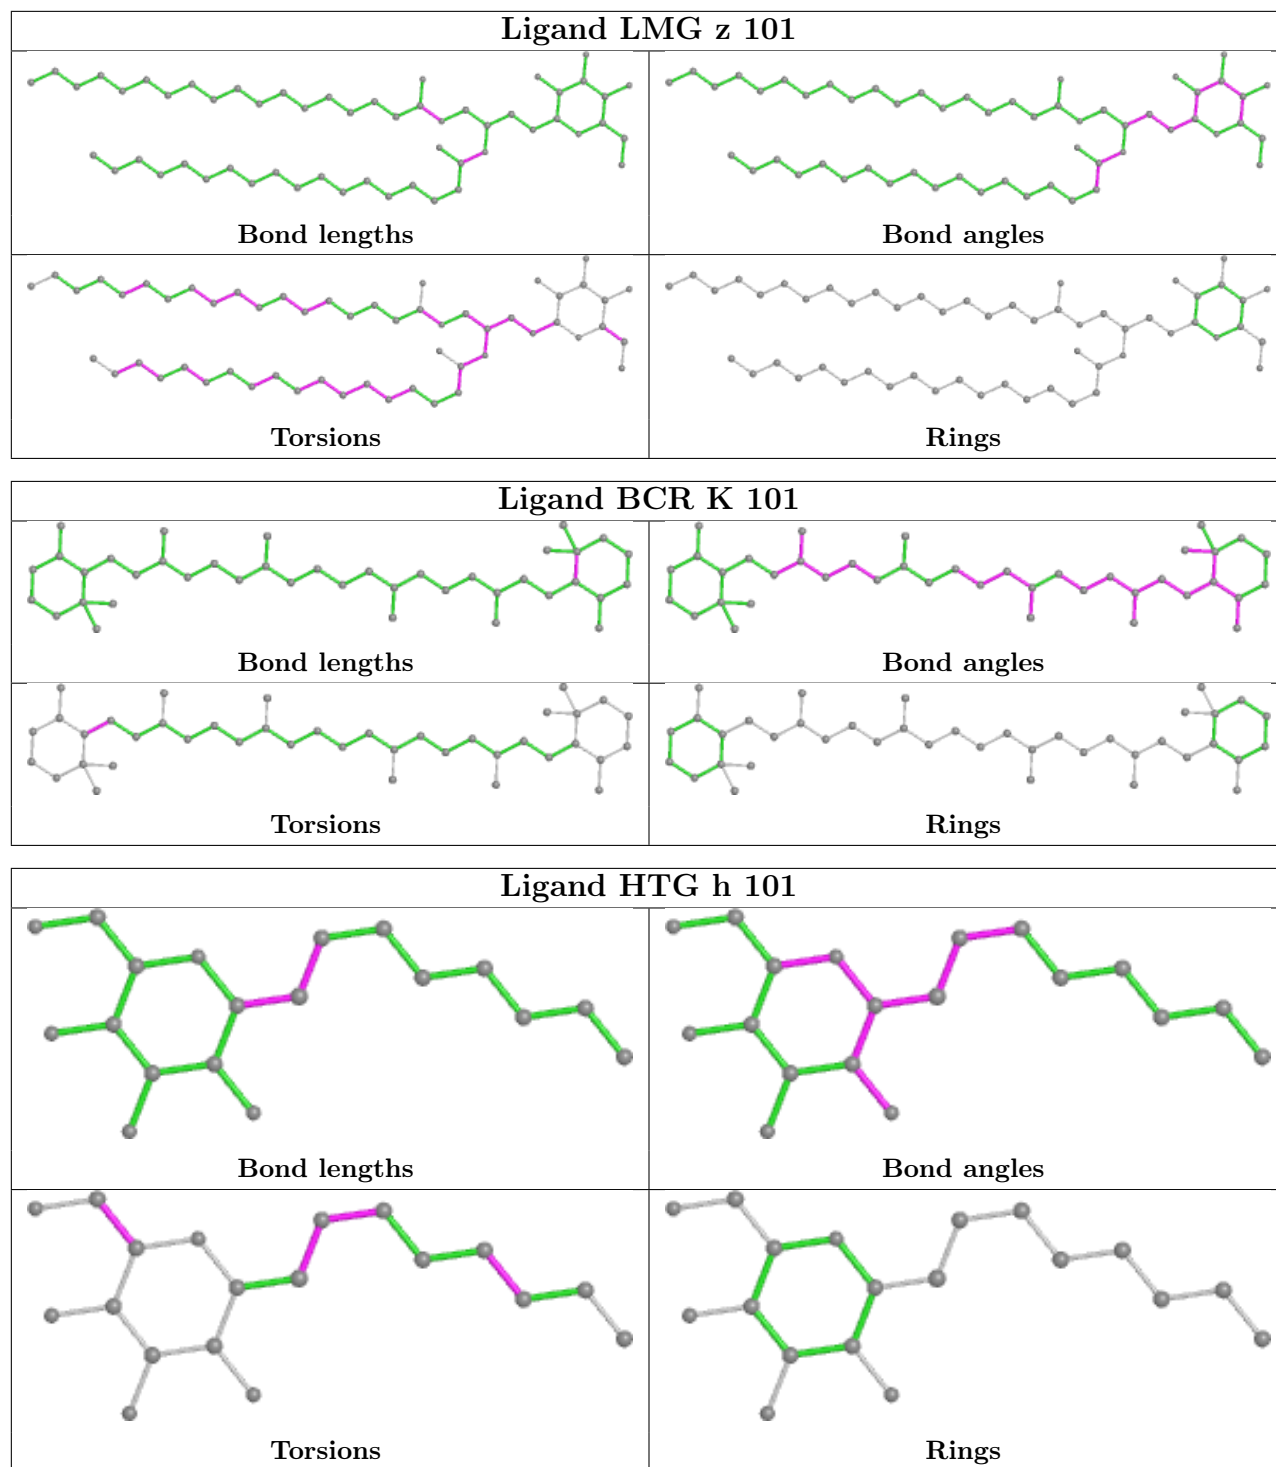 Ligand LMG z 101
Bond lengths
Bond angles
Torsions
Rings
Ligand BCR K 101
Bond lengths
Bond angles
Torsions
Rings
Ligand HTG h 101
Bond lengths
Bond angles
Torsions
Rings